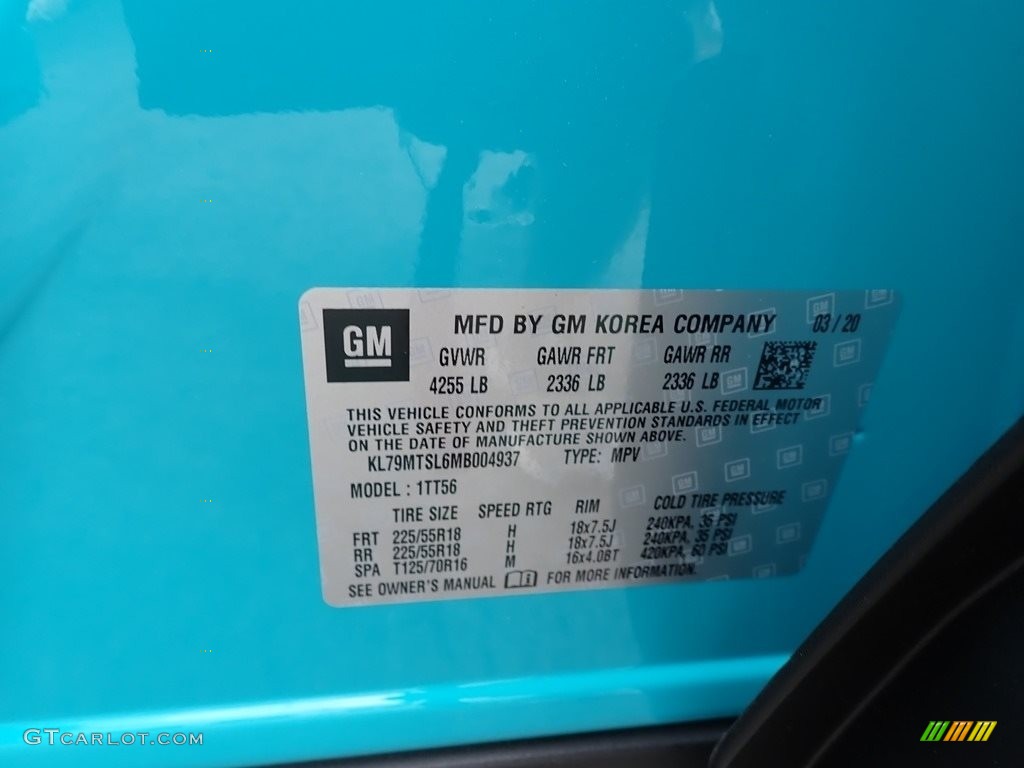 GM
MFD BY GM KOREA COMPANY 03/20
GVWR GAWR FRT GAWR RR
4255 LB 2336 LB 2336 LB
THIS VEHICLE CONFORMS TO ALL APPLICABLE U.S. FEDERAL MOTOR
VEHICLE SAFETY AND THEFT PREVENTION STANDARDS IN EFFECT
ON THE DATE OF MANUFACTURE SHOWN ABOVE.
KL79MTSL6MB004937 TYPE: MPV
MODEL : 1TT56
TIRE SIZE SPEED RTG RIM COLD TIRE PRESSURE
FRT 225/55R18 H 18x7.5J 240KPA, 35 PSI
RR 225/55R18 H 18x7.5J 240KPA, 35 PSI
SPA T125/70R16 M 16x4.0BT 420KPA, 60 PSI
SEE OWNER'S MANUAL FOR MORE INFORMATION.
GTCARLOT.COM